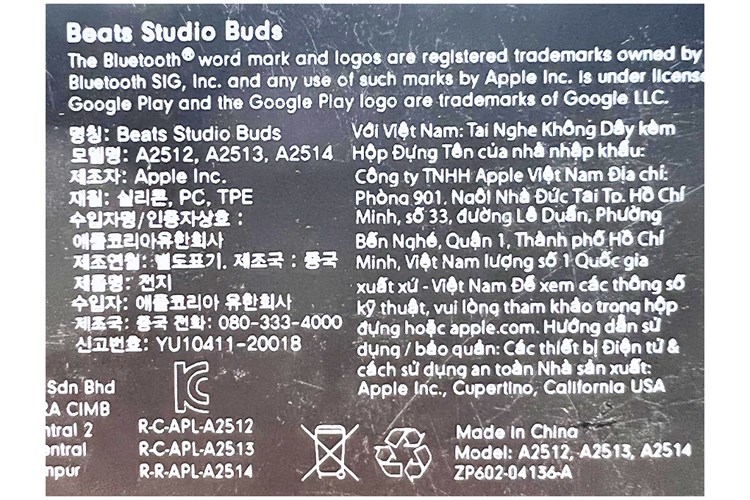 Beats Studio Buds
The Bluetooth® word mark and logos are registered trademarks owned by
Bluetooth SIG, Inc. and any use of such marks by Apple Inc. is under license
Google Play and the Google Play logo are trademarks of Google LLC.
명칭: Beats Studio Buds
모델명: A2512, A2513, A2514
제조자: Apple Inc.
재질: 실리콘, PC, TPE
수입자명/인증자상호 :
애플코리아유한회사
제조연월: 별도표기, 제조국 : 중국
제품명: 전지
수입자: 애플코리아 유한회사
제조국: 중국 전화: 080-333-4000
신고번호: YU10411-20018
Với Việt Nam: Tai Nghe Không Dây kèm
Hộp Đựng Tên của nhà nhập khẩu:
Công ty TNHH Apple Việt Nam Địa chỉ:
Phòng 901, Ngôi Nhà Đức Tại Tp. Hồ Chí
Minh, số 33, đường Lê Duẩn, Phường
Bến Nghé, Quận 1, Thành phố Hồ Chí
Minh, Việt Nam lượng số 1 Quốc gia
xuất xứ - Việt Nam Để xem các thông số
kỹ thuật, vui lòng tham khảo trong hộp
đựng hoặc apple.com. Hướng dẫn sử
dụng / bảo quản: Các thiết bị Điện tử &
cách sử dụng an toàn Nhà sản xuất:
Apple Inc., Cupertino, California USA
Sdn Bhd
RA CIMB
ntral 2
entral
mpur
R-C-APL-A2512
R-C-APL-A2513
R-R-APL-A2514
Made in China
Model: A2512, A2513, A2514
ZP602-04136-A